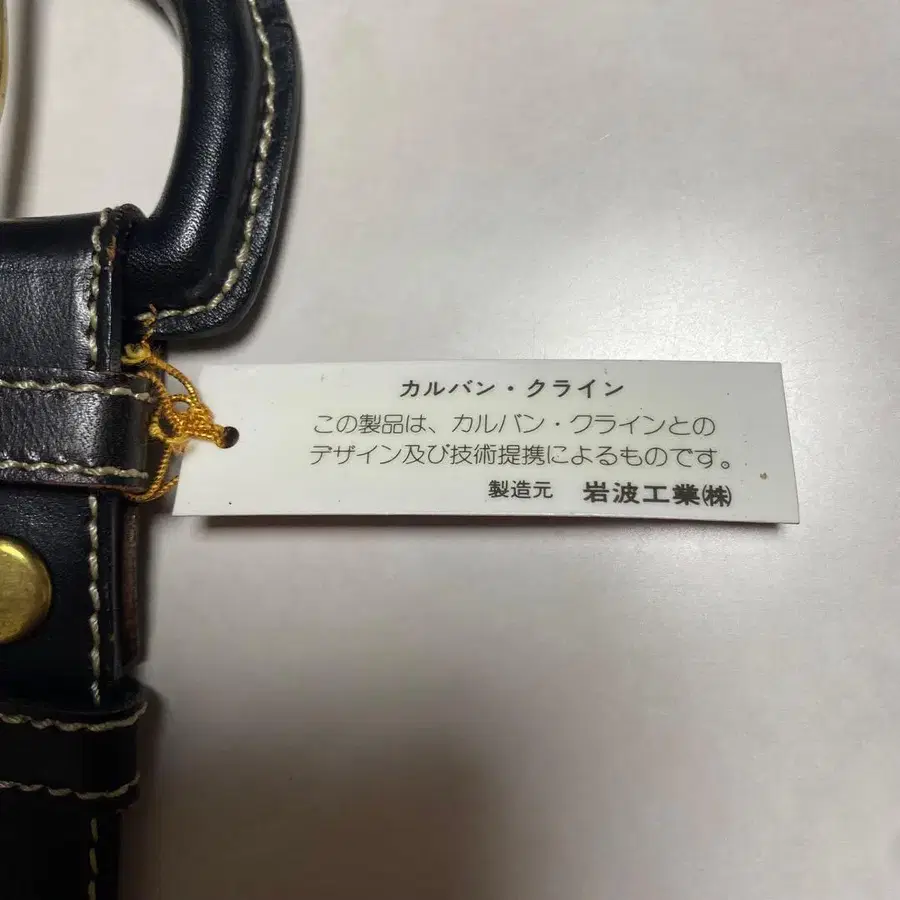 カルバン・クライン
この製品は、カルバン・クラインとの
デザイン及び技術提携によるものです。
製造元 岩波工業㈱